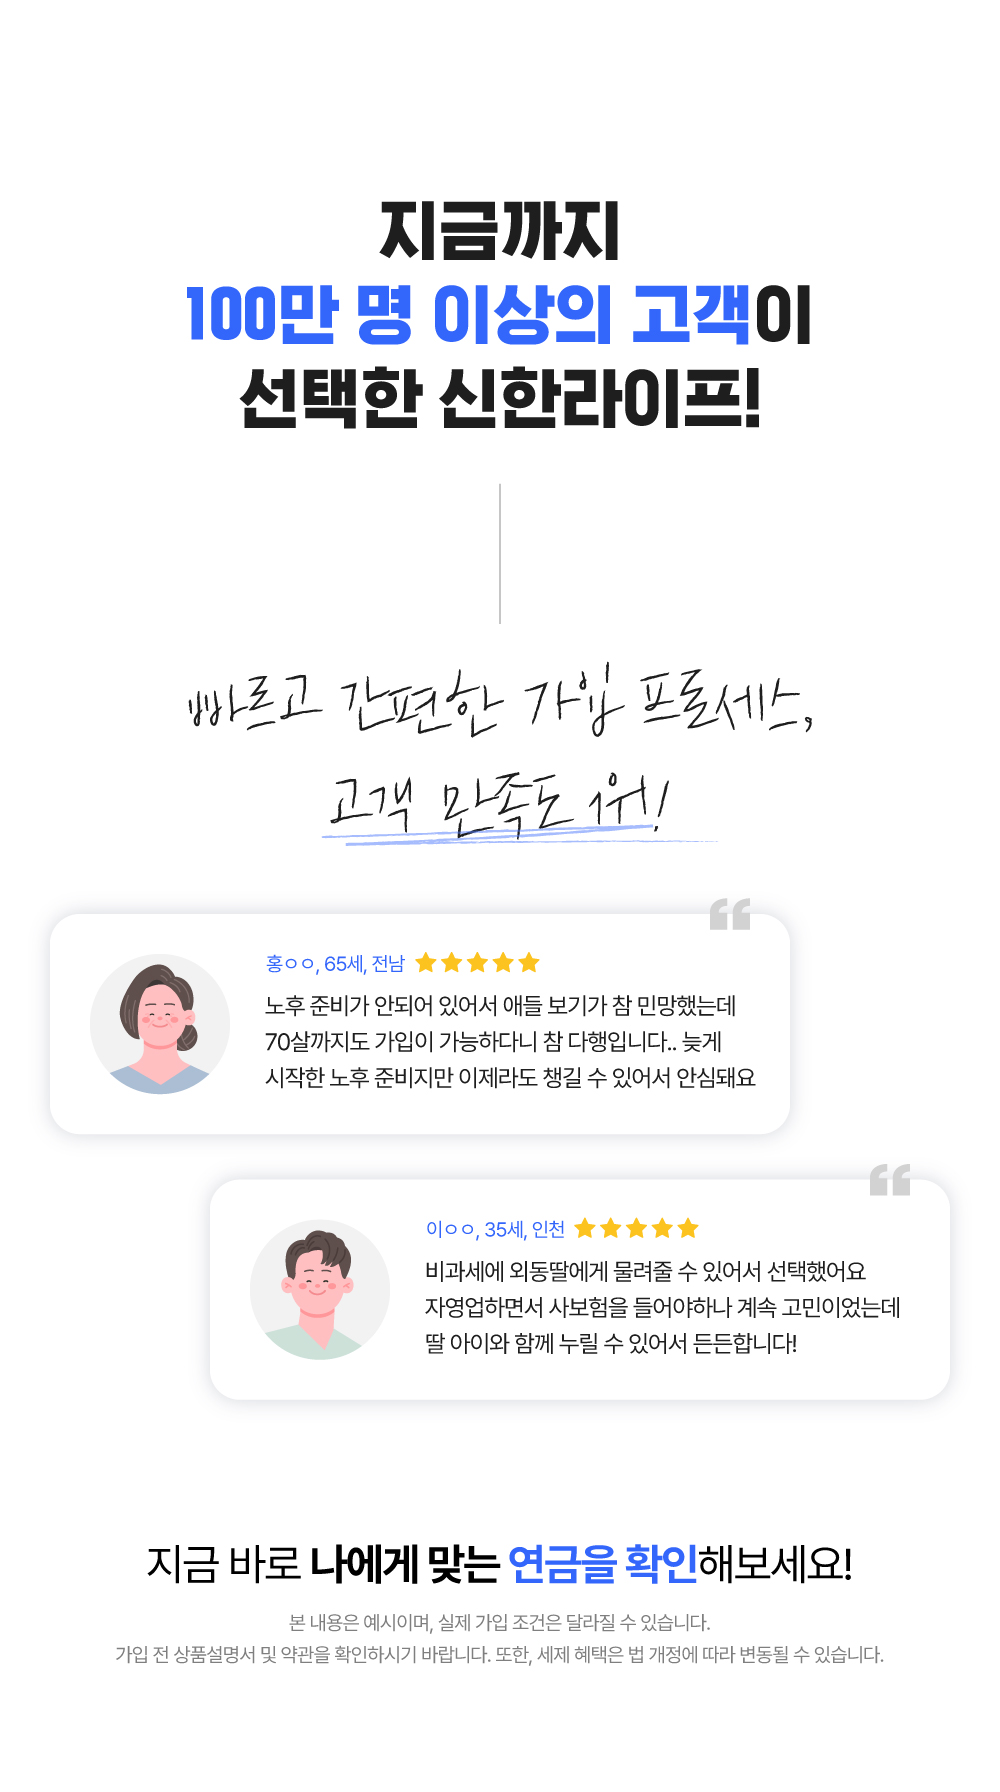 지금까지
100만 명 이상의 고객이
선택한 신한라이프!
빠르고 간편한 가입 프로세스,
고객 만족도 1위!
홍ㅇㅇ, 65세, 전남
노후 준비가 안되어 있어서 애들 보기가 참 민망했는데
70살까지도 가입이 가능하다니 참 다행입니다.. 늦게
시작한 노후 준비지만 이제라도 챙길 수 있어서 안심돼요
이ㅇㅇ, 35세, 인천
비과세에 외동딸에게 물려줄 수 있어서 선택했어요
자영업하면서 사보험을 들어야하나 계속 고민이었는데
딸 아이와 함께 누릴 수 있어서 든든합니다!
지금 바로 나에게 맞는 연금을 확인해보세요!
본 내용은 예시이며, 실제 가입 조건은 달라질 수 있습니다.
가입 전 상품설명서 및 약관을 확인하시기 바랍니다. 또한, 세제 혜택은 법 개정에 따라 변동될 수 있습니다.